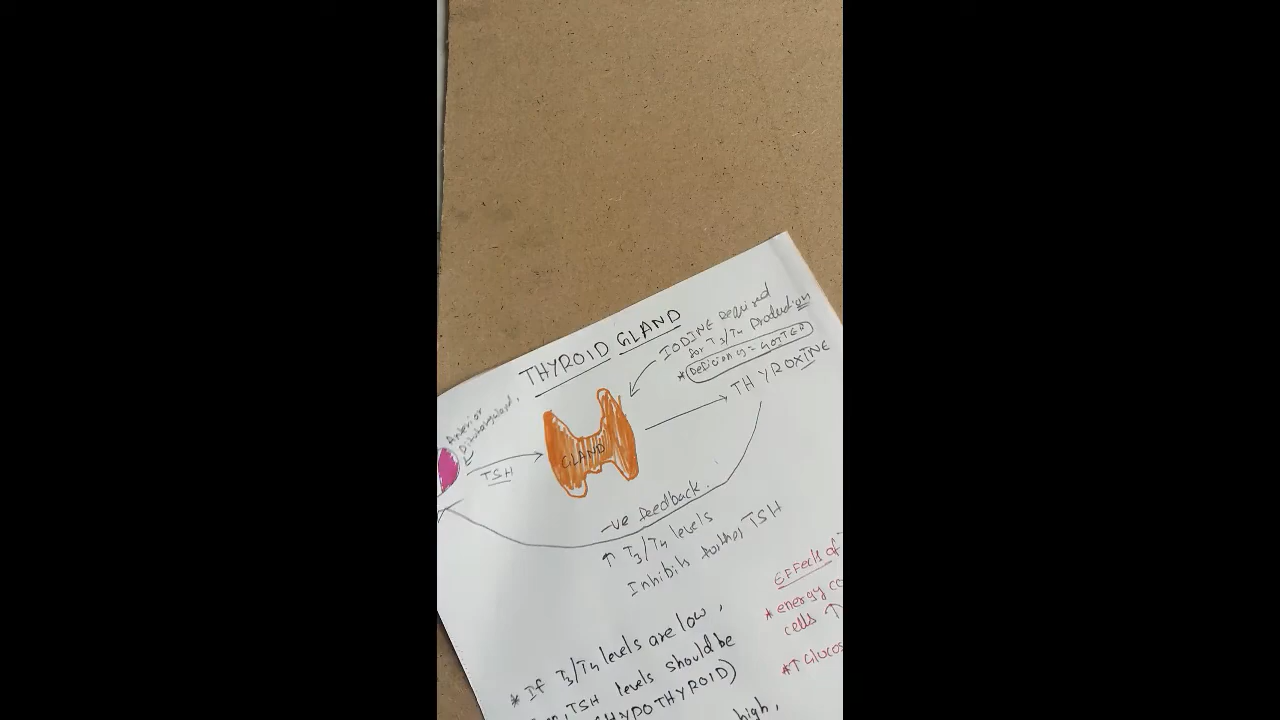 THYROID GLAND
IODINE Required
for T3/T4 Production
* Deficiency = GOITER
THYROXINE
Anterior
Pituitary gland.
TSH
GLAND
-ve feedback.
↑ T3/T4 levels
Inhibits further TSH
Effects of
* energy
cells ↑
* ↑ Glucos
* If T3/T4 levels are low,
TSH levels should be
(HYPOTHYROID)
high,